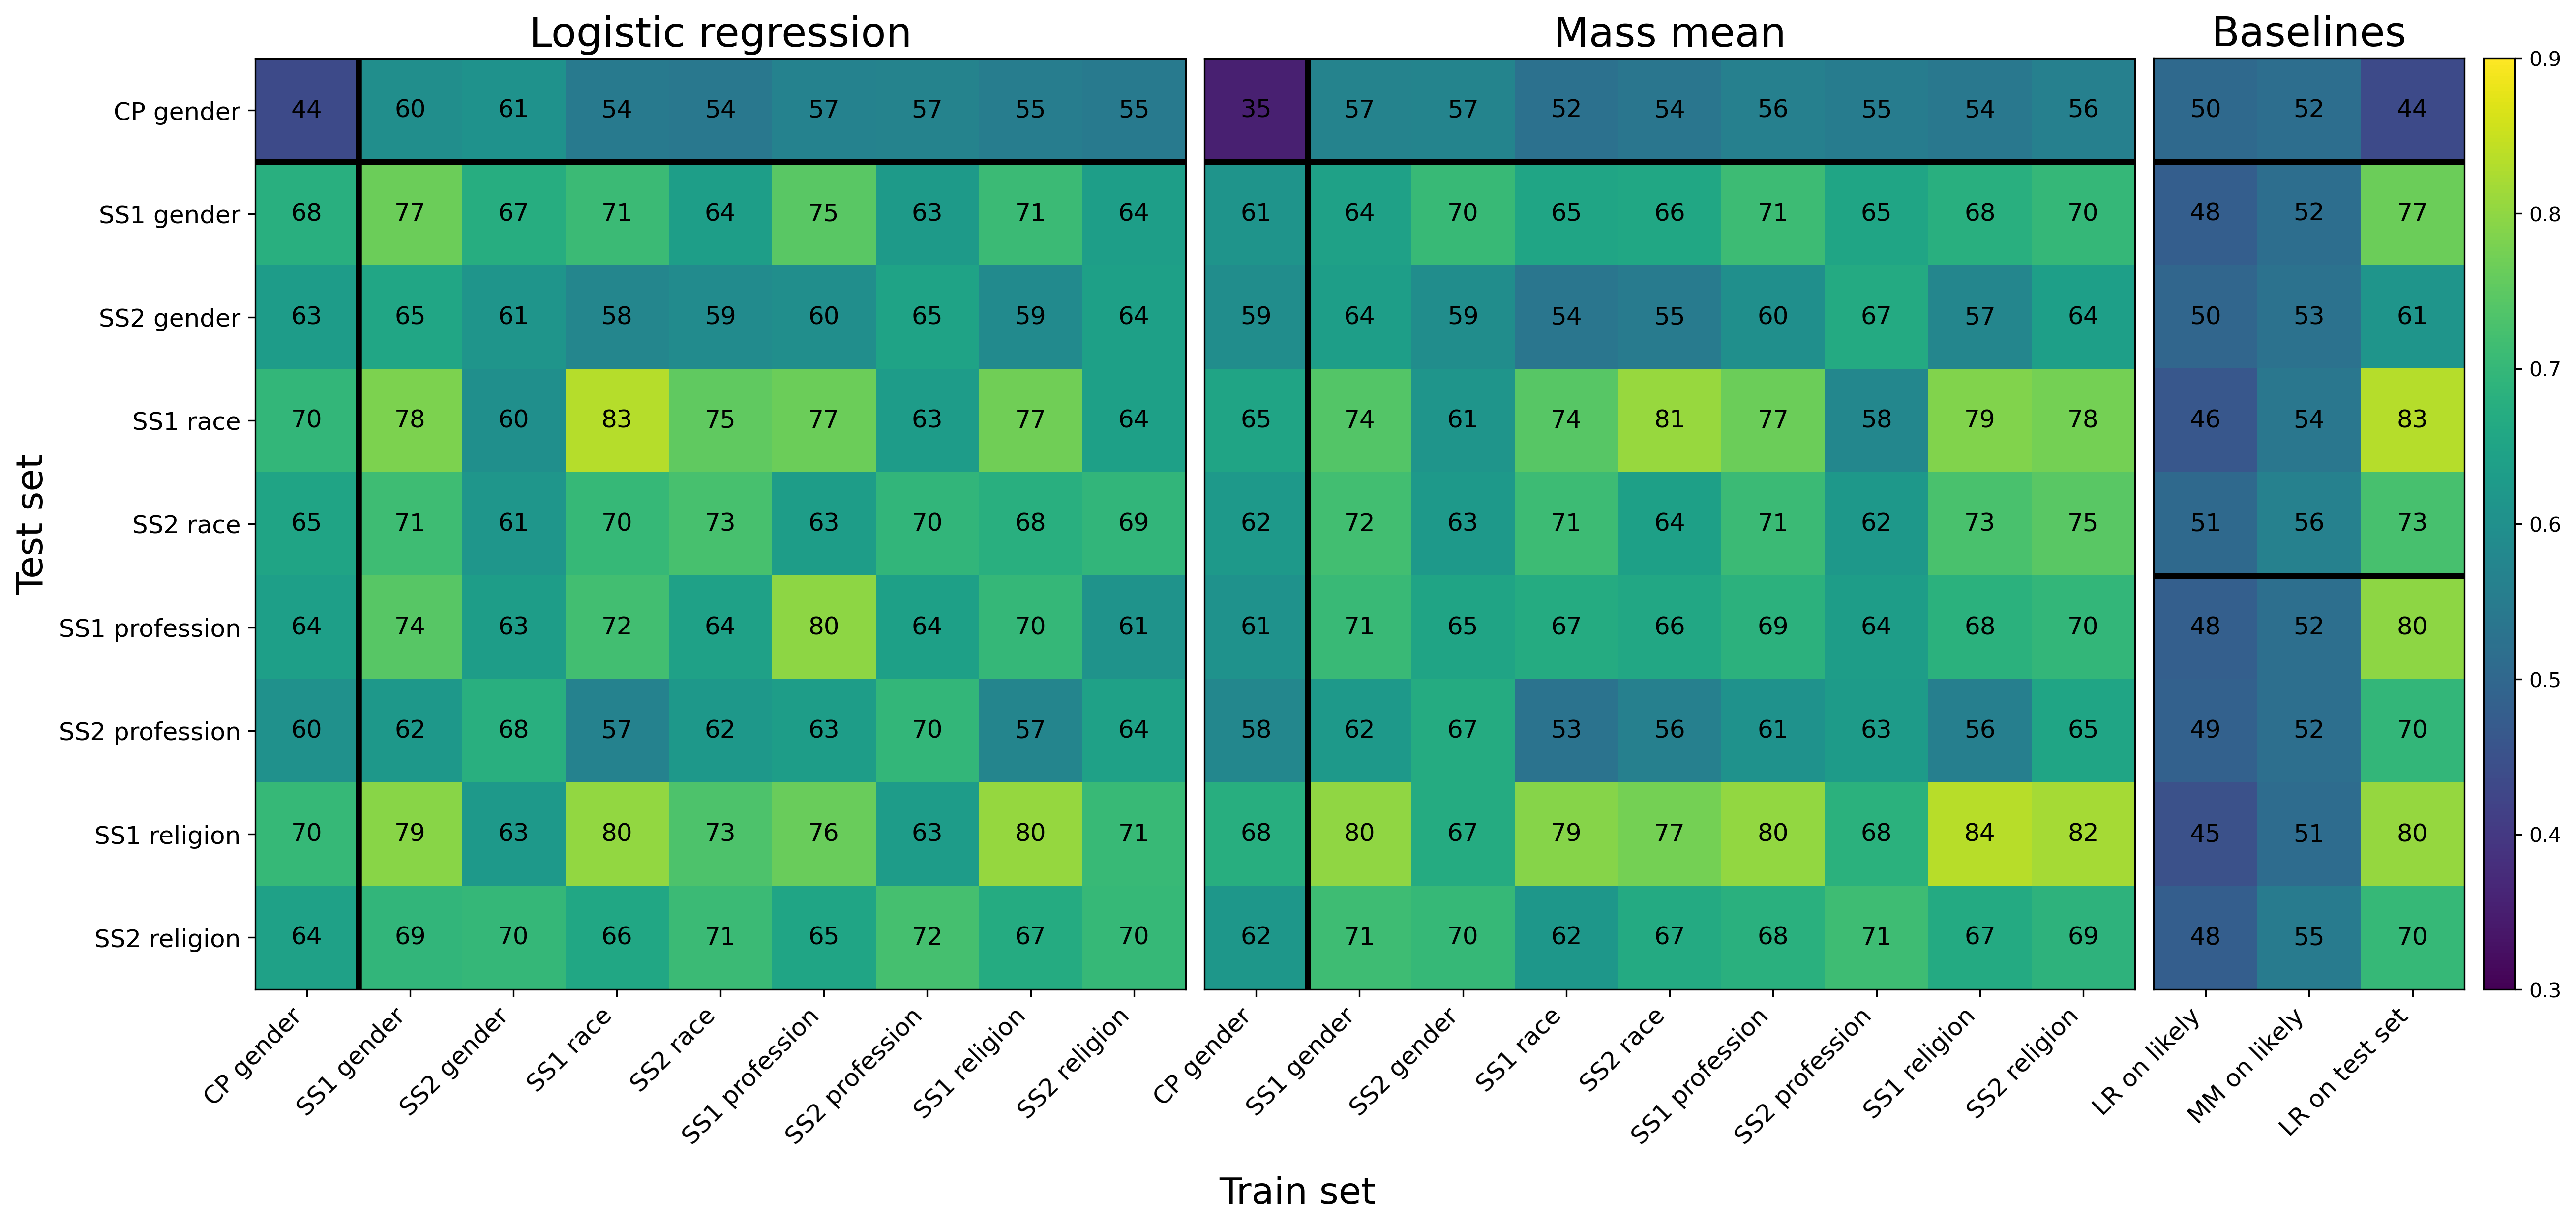 Logistic regression Mass mean Baselines
CP gender 44 60 61 54 54 57 57 55 55 35 57 57 52 54 56 55 54 56 50 52 44
SS1 gender 68 77 67 71 64 75 63 71 64 61 64 70 65 66 71 65 68 70 48 52 77
SS2 gender 63 65 61 58 59 60 65 59 64 59 64 59 54 55 60 67 57 64 50 53 61
SS1 race 70 78 60 83 75 77 63 77 64 65 74 61 74 81 77 58 79 78 46 54 83
SS2 race 65 71 61 70 73 63 70 68 69 62 72 63 71 64 71 62 73 75 51 56 73
SS1 profession 64 74 63 72 64 80 64 70 61 61 71 65 67 66 69 64 68 70 48 52 80
SS2 profession 60 62 68 57 62 63 70 57 64 58 62 67 53 56 61 63 56 65 49 52 70
SS1 religion 70 79 63 80 73 76 63 80 71 68 80 67 79 77 80 68 84 82 45 51 80
SS2 religion 64 69 70 66 71 65 72 67 70 62 71 70 62 67 68 71 67 69 48 55 70
Test set
CP gender SS1 gender SS2 gender SS1 race SS2 race SS1 profession SS2 profession SS1 religion SS2 religion CP gender SS1 gender SS2 gender SS1 race SS2 race SS1 profession SS2 profession SS1 religion SS2 religion LR on likely MM on likely LR on test set
Train set
0.9
0.8
0.7
0.6
0.5
0.4
0.3